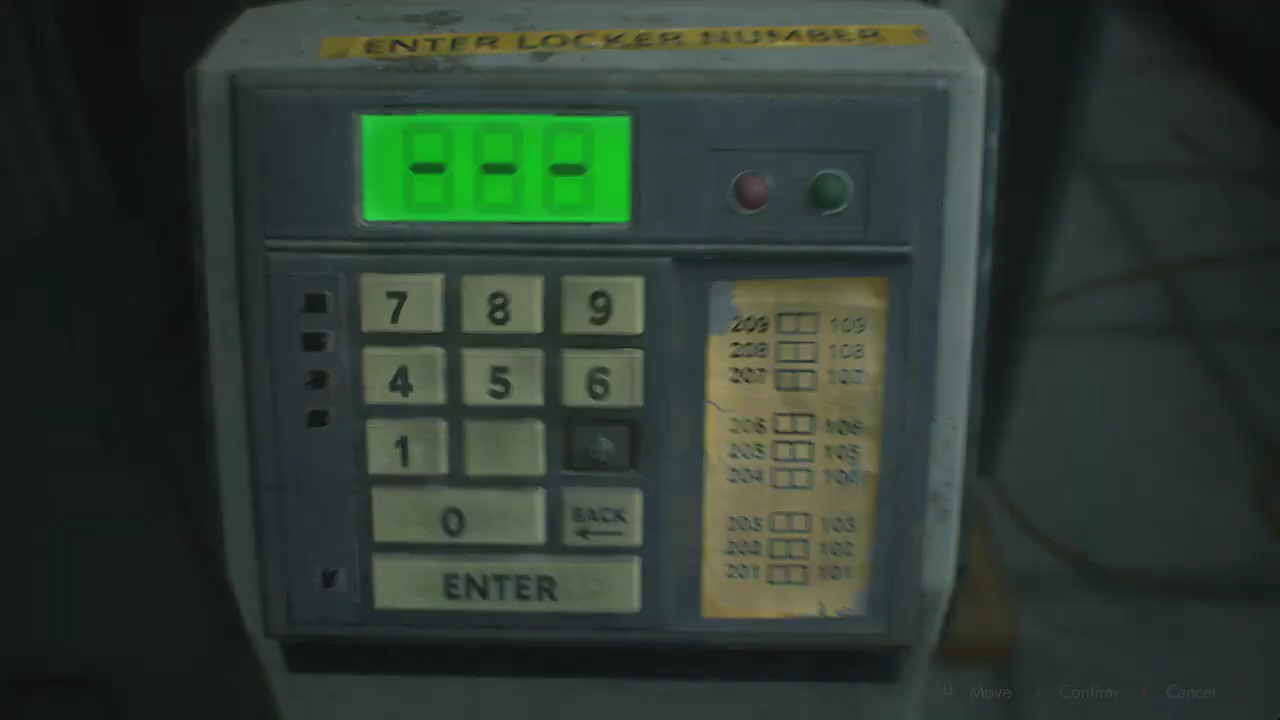 ENTER LOCKER NUMBER
- - -
7 8 9
4 5 6
1
0 BACK
ENTER
209 109
208 108
207 107
206 106
205 105
204 104
203 103
202 102
201 101
Move Confirm Cancel